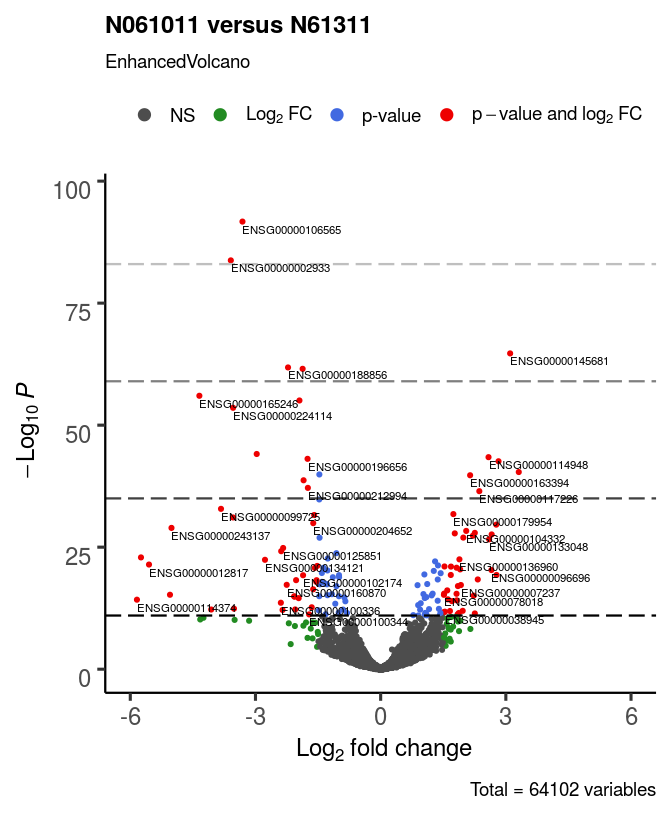 N061011 versus N61311
EnhancedVolcano
NS
Log2 FC
p-value
p − value and log2 FC
100
ENSG00000106565
ENSG00000002933
75
ENSG00000145681
ENSG00000188856
ENSG00000165246
ENSG00000224114
50
ENSG00000196656
ENSG00000114948
ENSG00000163394
ENSG00000212994
ENSG00000117226
ENSG00000099725
ENSG00000179954
ENSG00000204652
ENSG00000243137
ENSG00000104332
ENSG00000133048
25
ENSG00000125851
ENSG00000134121
ENSG00000136960
ENSG00000012817
ENSG00000096696
ENSG00000102174
ENSG00000160870
ENSG00000007237
ENSG00000078018
ENSG00000114374
ENSG00000100336
ENSG00000100344
ENSG00000038945
0
−Log10 P
-6
-3
0
3
6
Log2 fold change
Total = 64102 variables